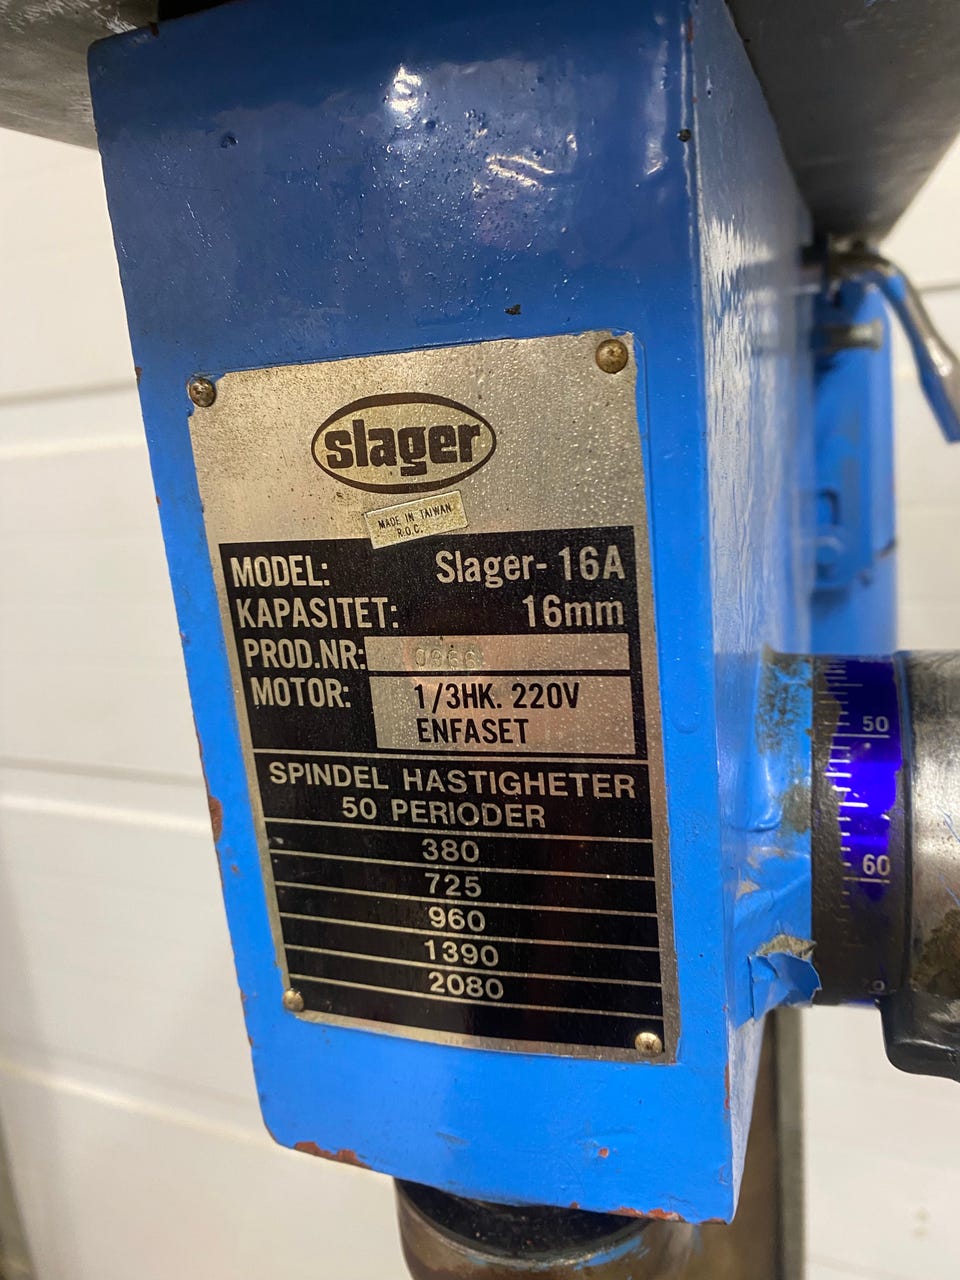 slager
MADE IN TAIWAN
R.O.C.
MODEL: Slager-16A
KAPASITET: 16mm
PROD.NR:
MOTOR: 1/3HK. 220V
ENFASET
SPINDEL HASTIGHETER
50 PERIODER
380
725
960
1390
2080
50
60